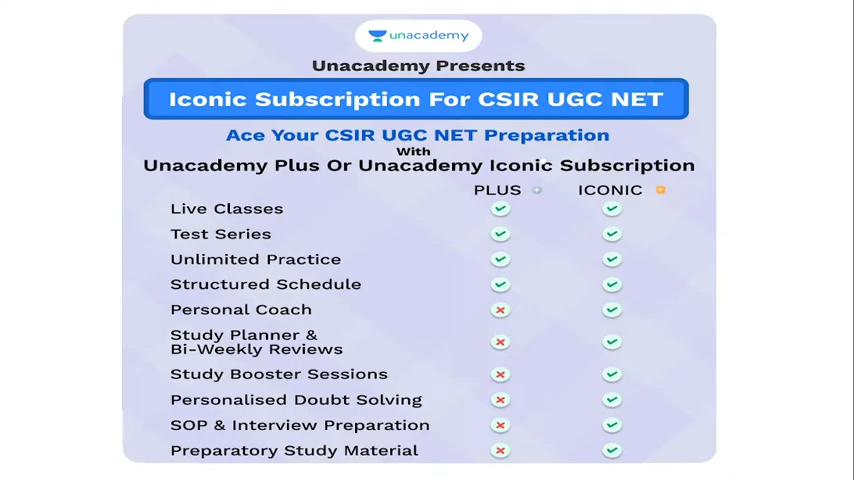 unacademy
Unacademy Presents
Iconic Subscription For CSIR UGC NET
Ace Your CSIR UGC NET Preparation
With
Unacademy Plus Or Unacademy Iconic Subscription
PLUS ICONIC
Live Classes
Test Series
Unlimited Practice
Structured Schedule
Personal Coach
Study Planner &
Bi-Weekly Reviews
Study Booster Sessions
Personalised Doubt Solving
SOP & Interview Preparation
Preparatory Study Material